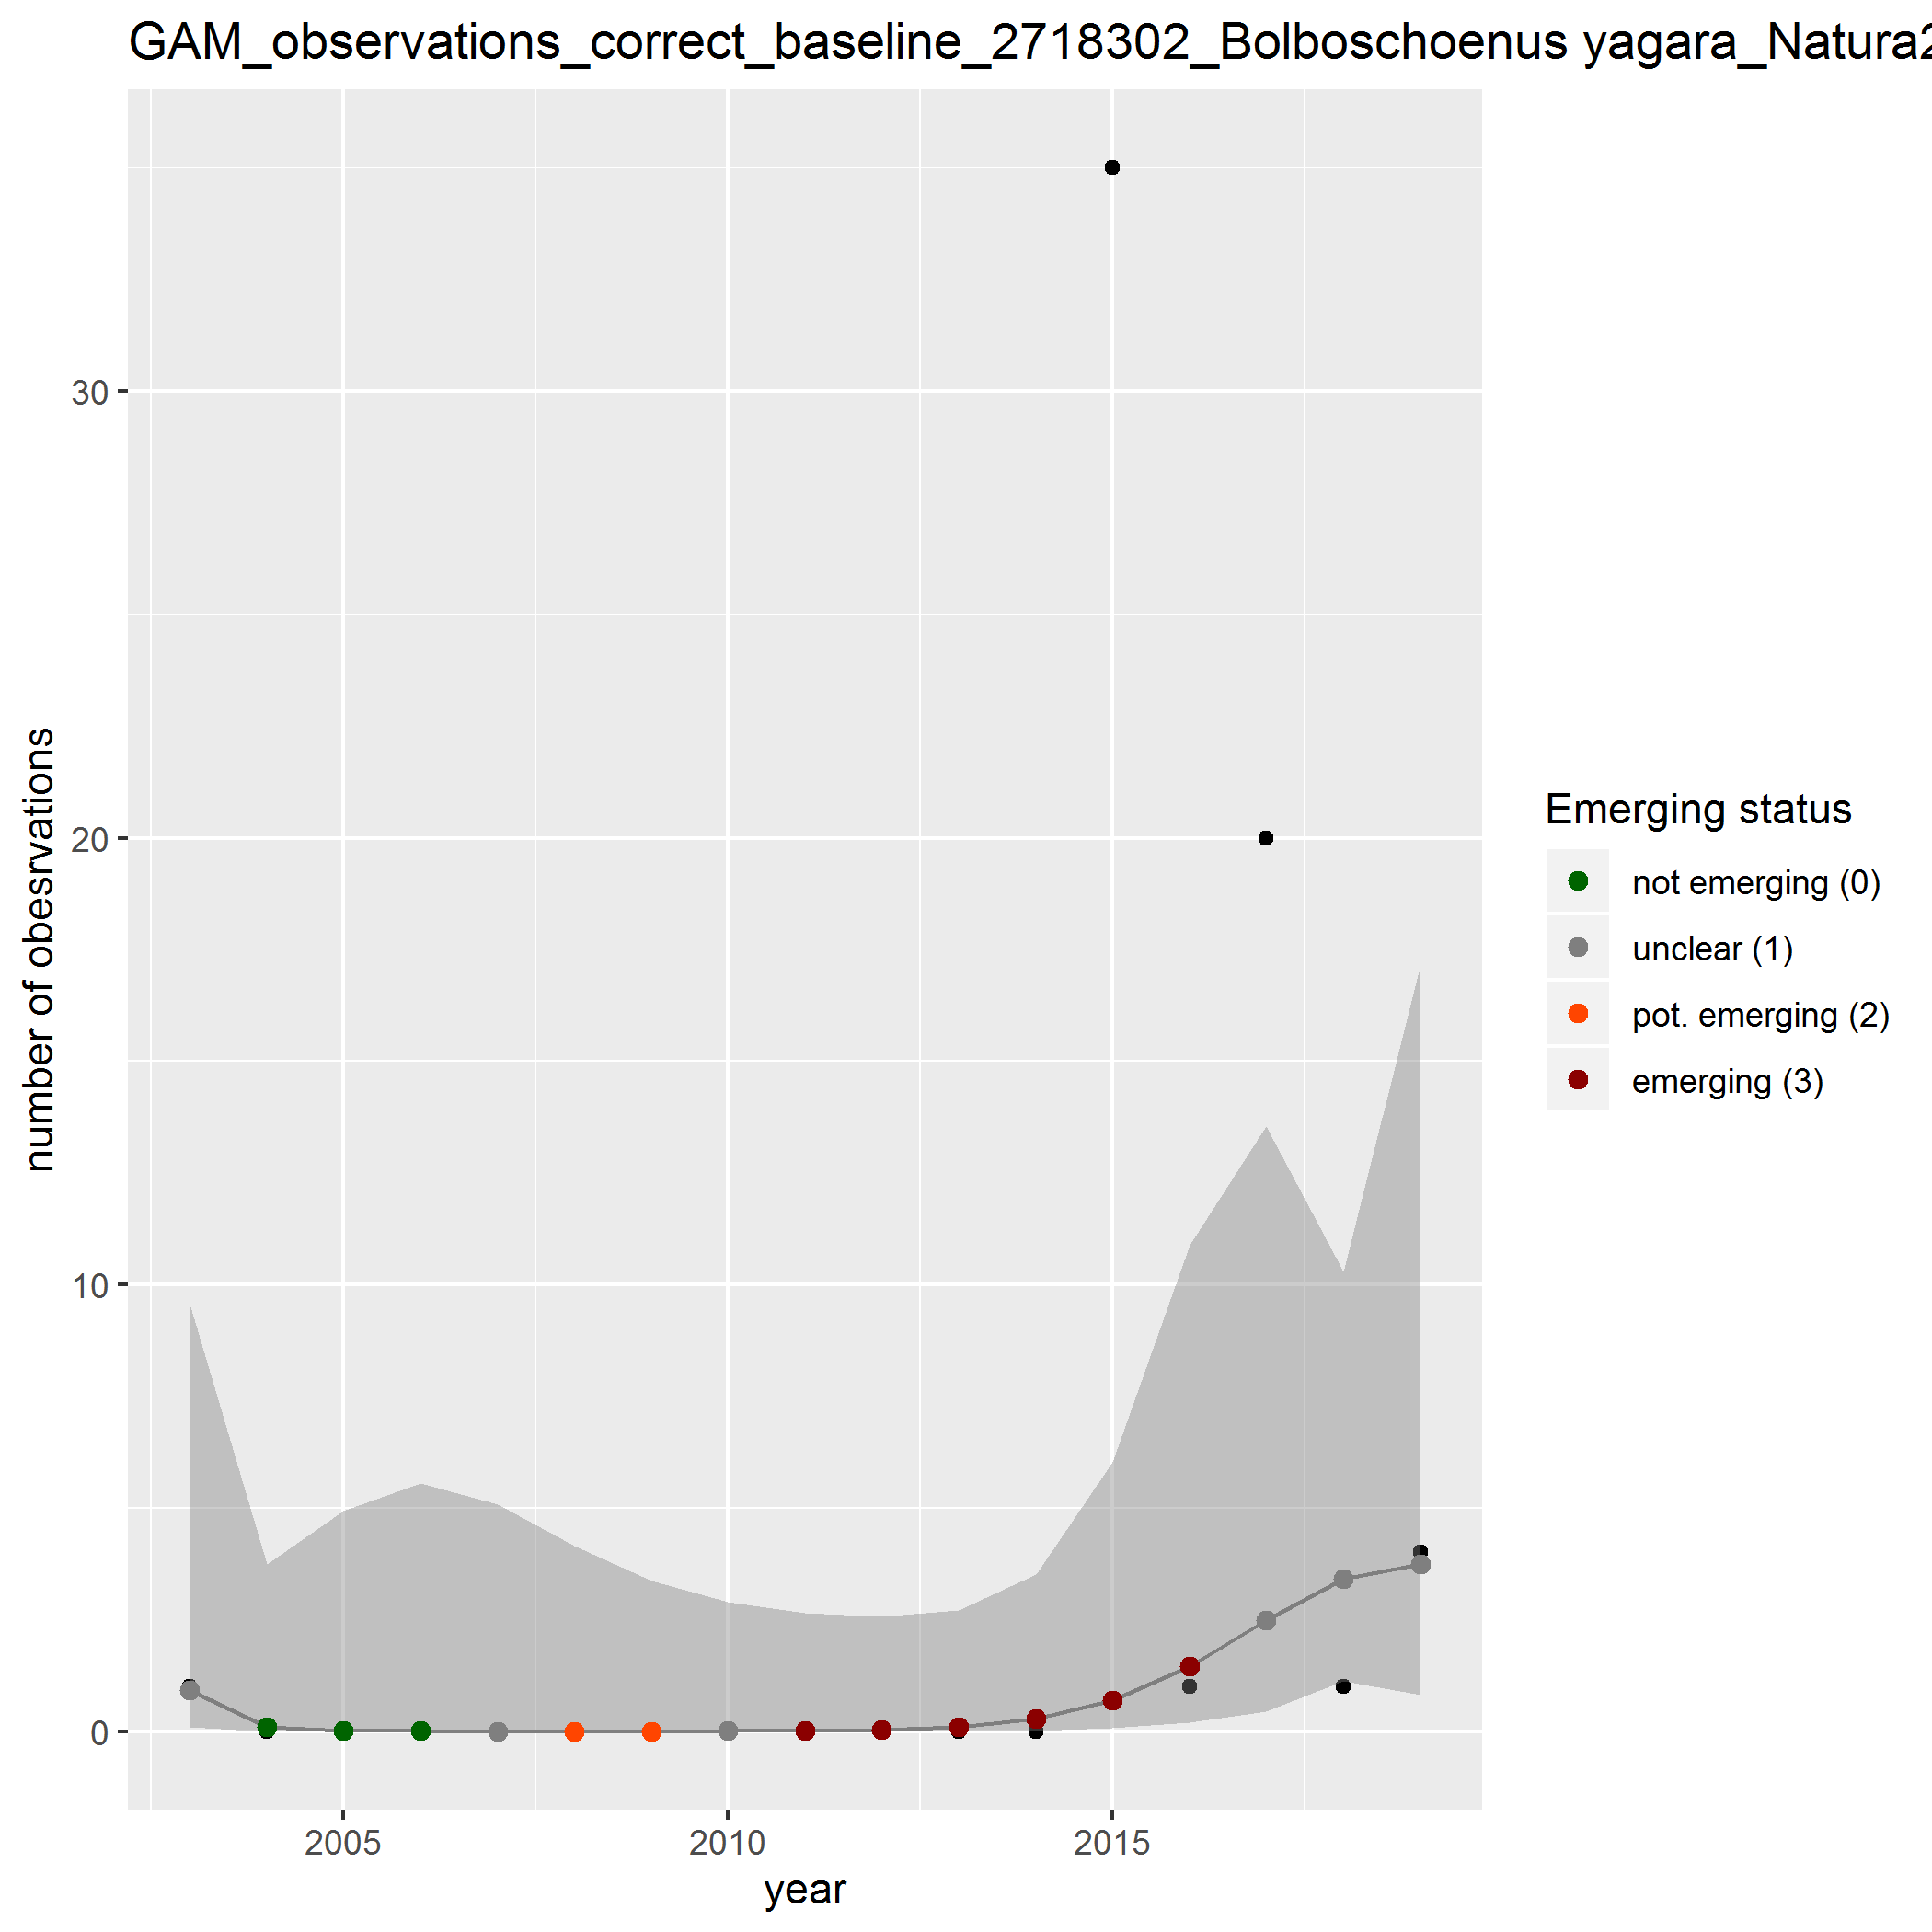 GAM_observations_correct_baseline_2718302_Bolboschoenus yagara_Natura2
number of obesrvations
30
20
10
0
2005
2010
2015
year
Emerging status
not emerging (0)
unclear (1)
pot. emerging (2)
emerging (3)